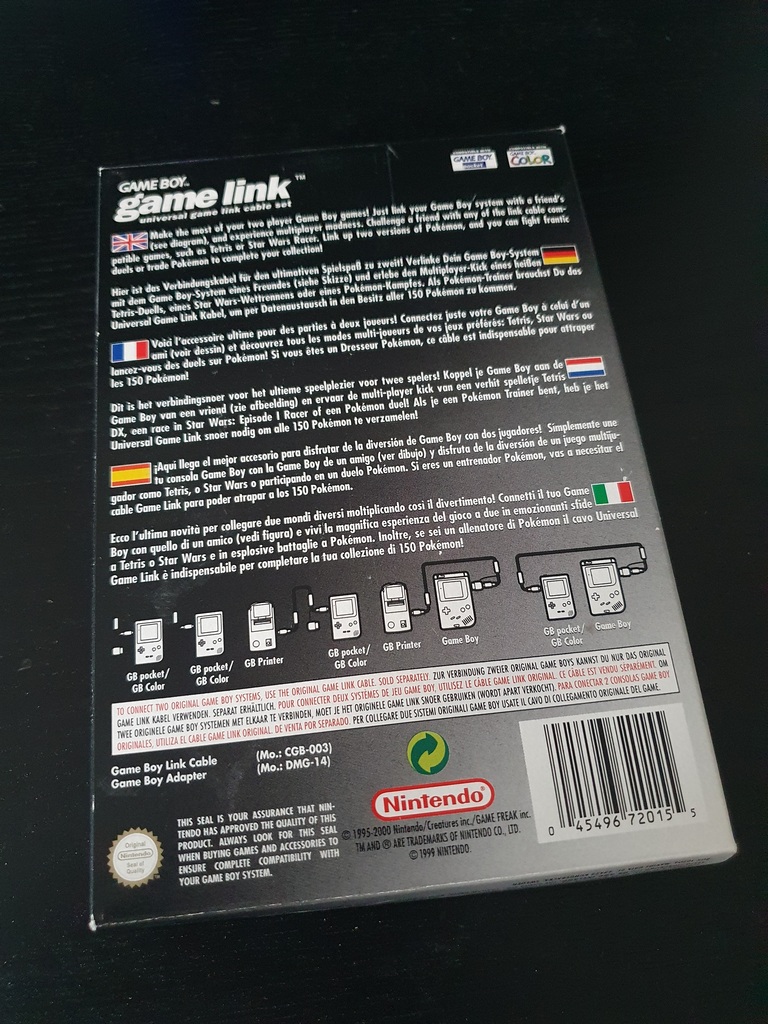 GAME BOY™
game link™
universal game link cable set
COMPATIBLE WITH
GAME BOY
pocket
COMPATIBLE WITH
GAME BOY
COLOR
Make the most of your two player Game Boy games! Just link your Game Boy system with a friend's
(see diagram), and experience multiplayer madness. Challenge a friend with any of the link cable com-
patible games, such as Tetris or Star Wars Racer. Link up two versions of Pokémon, and you can fight frantic
duels or trade Pokémon to complete your collection!
Hier ist das Verbindungskabel für den ultimativen Spielspaß zu zweit! Verlinke Dein Game Boy-System
mit dem Game Boy-System eines Freundes (siehe Skizze) und erlebe den Multiplayer-Kick eines heißen
Tetris-Duells, eines Star Wars-Wettrennens oder eines Pokémon-Kampfes. Als Pokémon-Trainer brauchst Du das
Universal Game Link Kabel, um per Datenaustausch in den Besitz aller 150 Pokémon zu kommen.
Voici l'accessoire ultime pour des parties à deux joueurs! Connectez juste votre Game Boy à celui d'un
ami (voir dessin) et découvrez tous les modes multi-joueurs de vos jeux préférés: Tetris, Star Wars ou
lancez-vous des duels sur Pokémon! Si vous êtes un Dresseur Pokémon, ce câble est indispensable pour attraper
les 150 Pokémon!
Dit is het verbindingsnoer voor het ultieme speelplezier voor twee spelers! Koppel je Game Boy aan de
Game Boy van een vriend (zie afbeelding) en ervaar de multi-player kick van een verhit spelletje Tetris
DX, een race in Star Wars: Episode I Racer of een Pokémon duel! Als je een Pokémon Trainer bent, heb je het
Universal Game Link snoer nodig om alle 150 Pokémon te verzamelen!
¡Aquí llega el mejor accesorio para disfrutar de la diversión de Game Boy con dos jugadores! Simplemente une
tu consola Game Boy con la Game Boy de un amigo (ver dibujo) y disfruta de la diversión de un juego multiju-
gador como Tetris, o Star Wars o participando en un duelo Pokémon. Si eres un entrenador Pokémon, vas a necesitar el
cable Game Link para poder atrapar a los 150 Pokémon.
Ecco l'ultima novità per collegare due mondi diversi multiplicando così il divertimento! Connetti il tuo Game
Boy con quello di un amico (vedi figura) e vivi la magnifica esperienza del gioco a due in emozionanti sfide
a Tetris o Star Wars e in esplosive battaglie a Pokémon. Inoltre, se sei un allenatore di Pokémon il cavo Universal
Game Link è indispensabile per completare la tua collezione di 150 Pokémon!
GB pocket/
GB Color
GB pocket/
GB Color
GB Printer
GB pocket/
GB Color
GB Printer
Game Boy
GB pocket/
GB Color
Game Boy
TO CONNECT TWO ORIGINAL GAME BOY SYSTEMS, USE THE ORIGINAL GAME LINK CABLE. SOLD SEPARATELY. ZUR VERBINDUNG ZWEIER ORIGINAL GAME BOYS KANNST DU NUR DAS ORIGINAL
GAME LINK KABEL VERWENDEN. SEPARAT ERHÄLTLICH. POUR CONNECTER DEUX SYSTÈMES DE JEU GAME BOY, UTILISEZ LE CÂBLE GAME LINK ORIGINAL. CE CÂBLE EST VENDU SEPARÉMENT. OM
TWEE ORIGINELE GAME BOY SYSTEMEN MET ELKAAR TE VERBINDEN, MOET JE HET ORIGINELE GAME LINK SNOER GEBRUIKEN (WORDT APART VERKOCHT). PARA CONECTAR 2 CONSOLAS GAME BOY
ORIGINALES, UTILIZA EL CABLE GAME LINK ORIGINAL. DE VENTA POR SEPARADO. PER COLLEGARE DUE SISTEMI ORIGINALI GAME BOY USATE IL CAVO DI COLLEGAMENTO ORIGINALE DEL GAME.
Game Boy Link Cable (Mo.: CGB-003)
Game Boy Adapter (Mo.: DMG-14)
Original
Nintendo
Seal of
Quality
THIS SEAL IS YOUR ASSURANCE THAT NIN-
TENDO HAS APPROVED THE QUALITY OF THIS
PRODUCT. ALWAYS LOOK FOR THIS SEAL
WHEN BUYING GAMES AND ACCESSORIES TO
ENSURE COMPLETE COMPATIBILITY WITH
YOUR GAME BOY SYSTEM.
Nintendo®
© 1995-2000 Nintendo/Creatures inc./GAME FREAK inc.
TM AND ® ARE TRADEMARKS OF NINTENDO CO., LTD.
© 1999 NINTENDO.
0 45496 72015 5